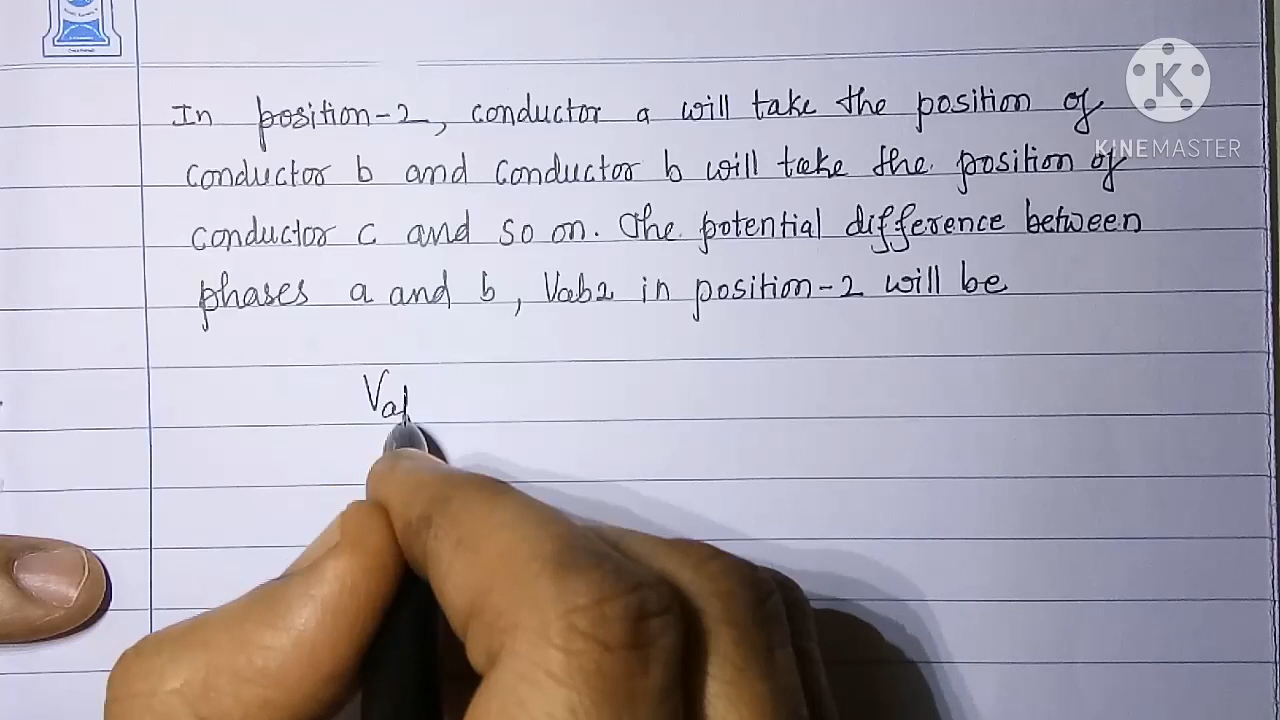 K
KINEMASTER
In position-2, conductor a will take the position of
conductor b and conductor b will take the position of
conductor c and so on. The potential difference between
phases a and b, Vab2 in position-2 will be
Vab